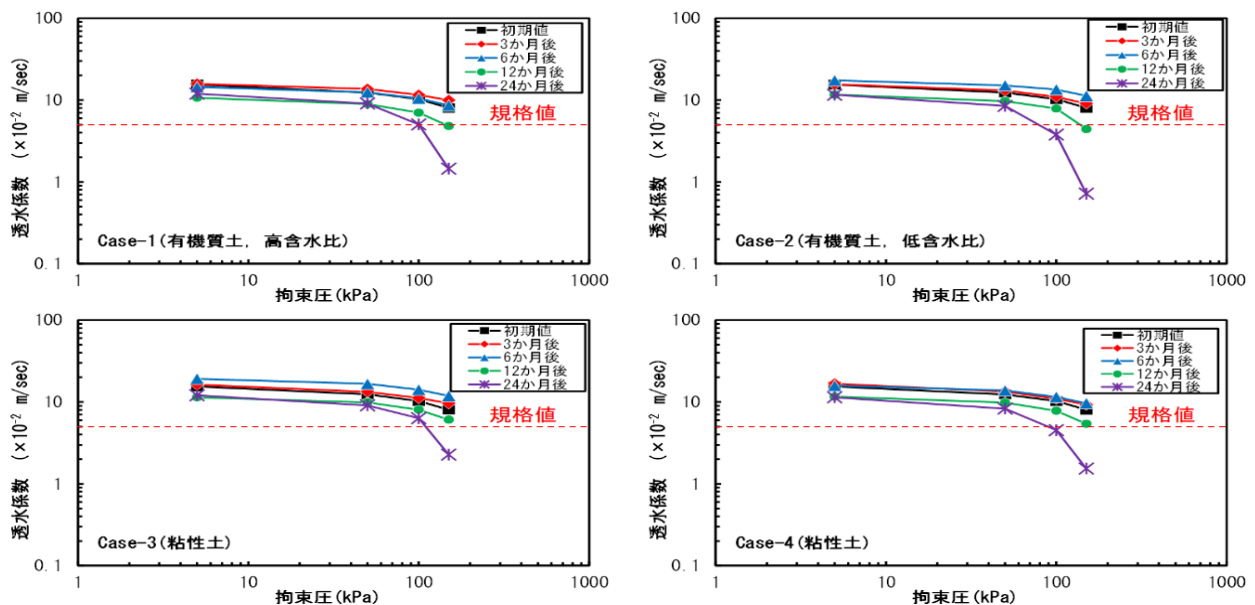 100
10
1
0.1
透水係数 (×10⁻² m/sec)
初期値
3か月後
6か月後
12か月後
24か月後
規格値
Case-1(有機質土, 高含水比)
1
10
100
1000
拘束圧(kPa)
100
10
1
0.1
透水係数 (×10⁻² m/sec)
初期値
3か月後
6か月後
12か月後
24か月後
規格値
Case-2(有機質土, 低含水比)
1
10
100
1000
拘束圧(kPa)
100
10
1
0.1
透水係数 (×10⁻² m/sec)
初期値
3か月後
6か月後
12か月後
24か月後
規格値
Case-3(粘性土)
1
10
100
1000
拘束圧(kPa)
100
10
1
0.1
透水係数 (×10⁻² m/sec)
初期値
3か月後
6か月後
12か月後
24か月後
規格値
Case-4(粘性土)
1
10
100
1000
拘束圧(kPa)